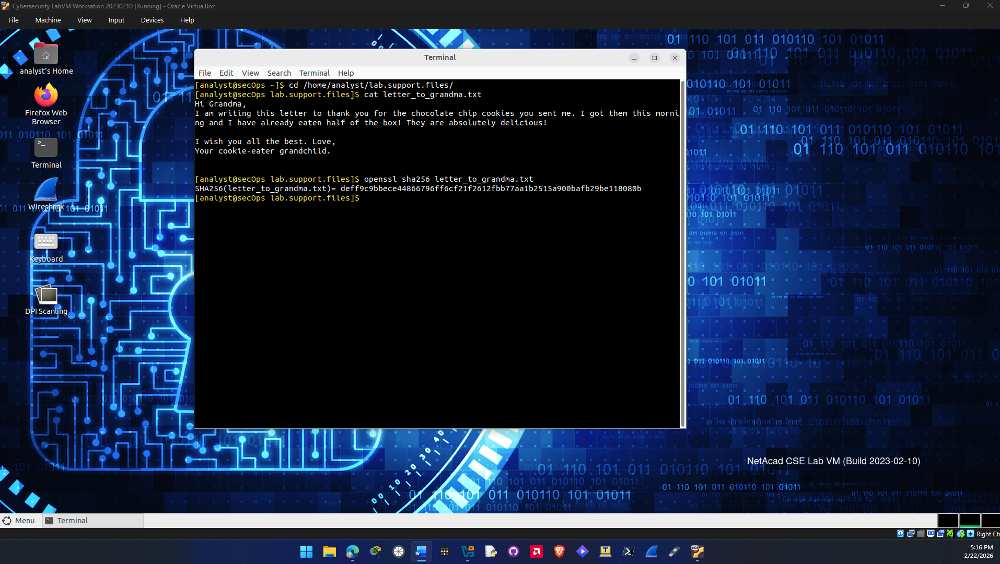 Cybersecurity LabVM Worksation 20230210 [Running] - Oracle VirtualBox
File Machine View Input Devices Help
analyst's Home
Firefox Web
Browser
Terminal
Wireshark
Keyboard
DPI Scanling
Terminal
File Edit View Search Terminal Help
[analyst@secOps ~]$ cd /home/analyst/lab.support.files/
[analyst@secOps lab.support.files]$ cat letter_to_grandma.txt
Hi Grandma,
I am writing this letter to thank you for the chocolate chip cookies you sent me. I got them this morni
ng and I have already eaten half of the box! They are absolutely delicious!
I wish you all the best. Love,
Your cookie-eater grandchild.
[analyst@secOps lab.support.files]$ openssl sha256 letter_to_grandma.txt
SHA256(letter_to_grandma.txt)= deff9c9bbece44866796ff6cf21f2612fbb77aa1b2515a900bafb29be118080b
[analyst@secOps lab.support.files]$
NetAcad CSE Lab VM (Build 2023-02-10)
Menu Terminal
Right Ctr
5:16 PM
2/22/2026